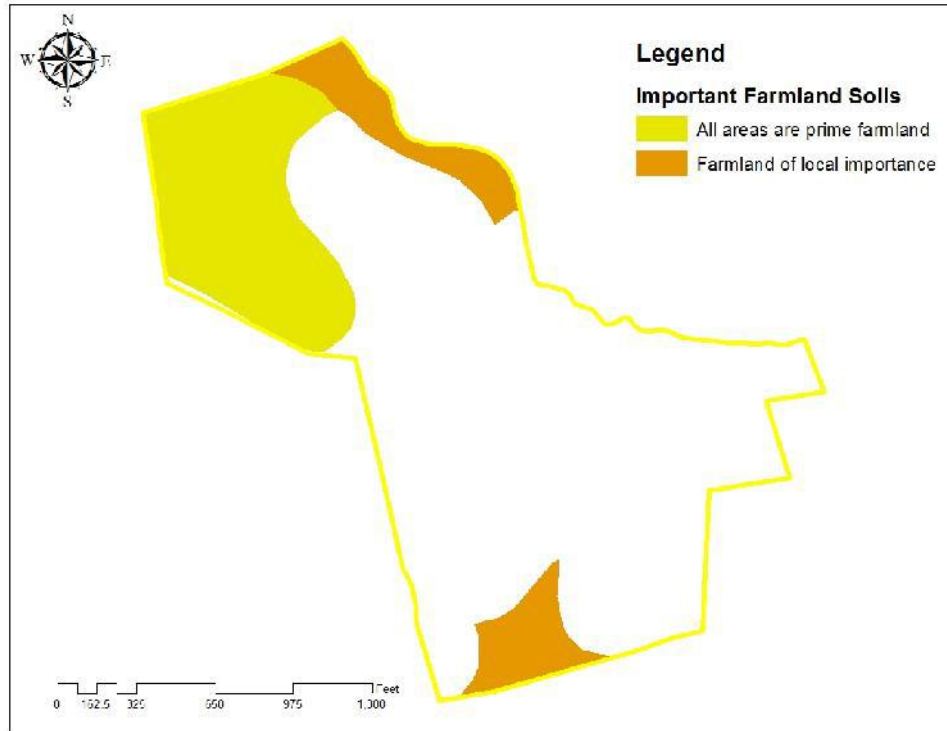 N
W E
S
Legend
Important Farmland Soils
All areas are prime farmland
Farmland of local importance
Feet
0 162.5 325 650 975 1,300